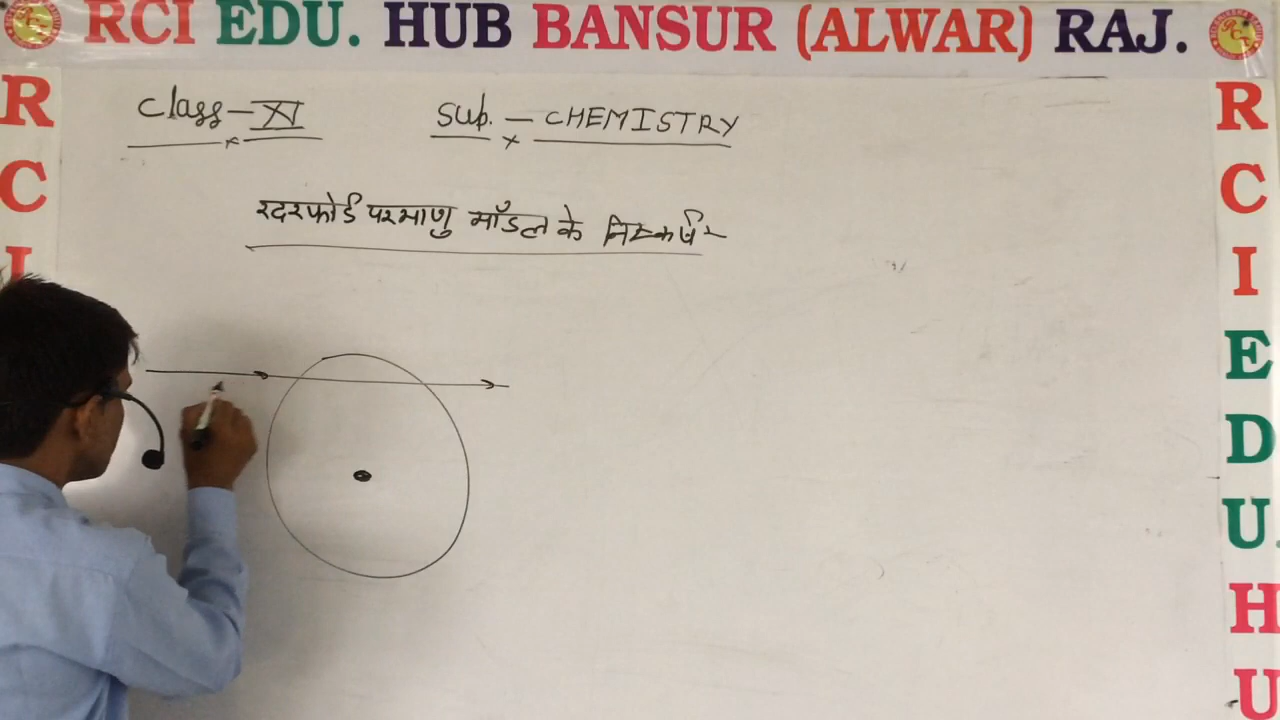 RCI EDU. HUB BANSUR (ALWAR) RAJ.
Class - XI
Sub. - CHEMISTRY
रदरफोर्ड परमाणु मॉडल के निष्कर्ष -
R
C
I
R
C
I
E
D
U.
H
U